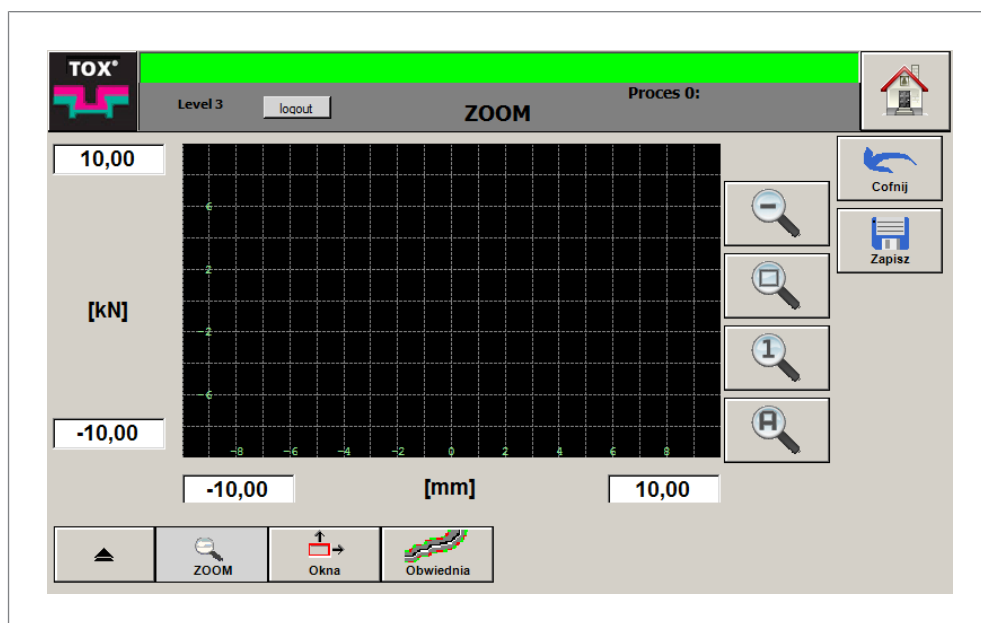 TOX®
Level 3
logout
ZOOM
Proces 0:
10,00
6
2
-2
-6
[kN]
-10,00
-8 -6 -4 -2 0 2 4 6 8
-10,00
[mm]
10,00
1
A
Cofnij
Zapisz
ZOOM
Okna
Obwiednia